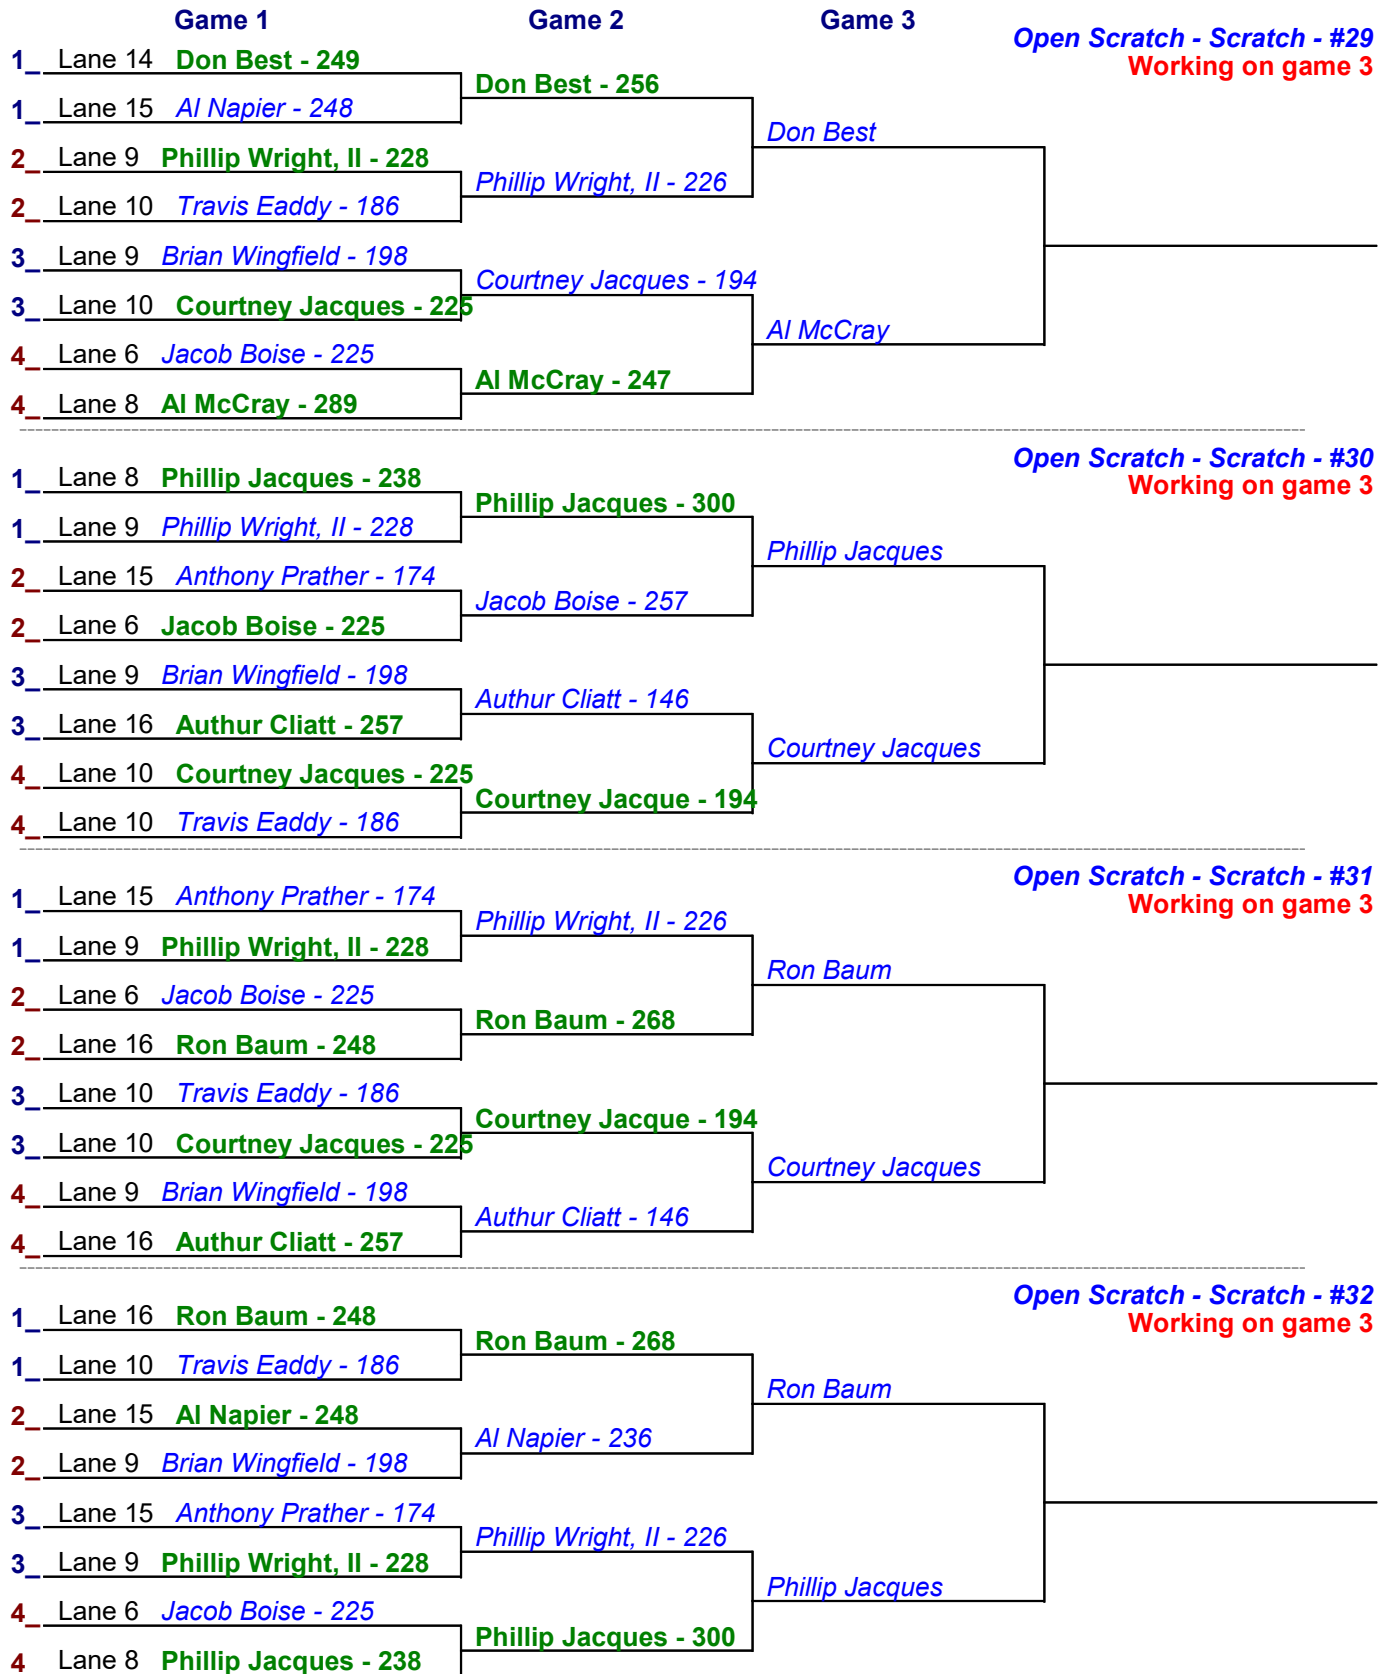 Game 1 Game 2 Game 3
Open Scratch - Scratch - #29
Working on game 3
1_ Lane 14 Don Best - 249
Don Best - 256
1_ Lane 15 Al Napier - 248
Don Best
2_ Lane 9 Phillip Wright, II - 228
Phillip Wright, II - 226
2_ Lane 10 Travis Eaddy - 186
3_ Lane 9 Brian Wingfield - 198
Courtney Jacques - 194
3_ Lane 10 Courtney Jacques - 225
Al McCray
4_ Lane 6 Jacob Boise - 225
Al McCray - 247
4_ Lane 8 Al McCray - 289
Open Scratch - Scratch - #30
Working on game 3
1_ Lane 8 Phillip Jacques - 238
Phillip Jacques - 300
1_ Lane 9 Phillip Wright, II - 228
Phillip Jacques
2_ Lane 15 Anthony Prather - 174
Jacob Boise - 257
2_ Lane 6 Jacob Boise - 225
3_ Lane 9 Brian Wingfield - 198
Authur Cliatt - 146
3_ Lane 16 Authur Cliatt - 257
Courtney Jacques
4_ Lane 10 Courtney Jacques - 225
Courtney Jacque - 194
4_ Lane 10 Travis Eaddy - 186
Open Scratch - Scratch - #31
Working on game 3
1_ Lane 15 Anthony Prather - 174
Phillip Wright, II - 226
1_ Lane 9 Phillip Wright, II - 228
Ron Baum
2_ Lane 6 Jacob Boise - 225
Ron Baum - 268
2_ Lane 16 Ron Baum - 248
3_ Lane 10 Travis Eaddy - 186
Courtney Jacque - 194
3_ Lane 10 Courtney Jacques - 225
Courtney Jacques
4_ Lane 9 Brian Wingfield - 198
Authur Cliatt - 146
4_ Lane 16 Authur Cliatt - 257
Open Scratch - Scratch - #32
Working on game 3
1_ Lane 16 Ron Baum - 248
Ron Baum - 268
1_ Lane 10 Travis Eaddy - 186
Ron Baum
2_ Lane 15 Al Napier - 248
Al Napier - 236
2_ Lane 9 Brian Wingfield - 198
3_ Lane 15 Anthony Prather - 174
Phillip Wright, II - 226
3_ Lane 9 Phillip Wright, II - 228
Phillip Jacques
4_ Lane 6 Jacob Boise - 225
Phillip Jacques - 300
4 Lane 8 Phillip Jacques - 238